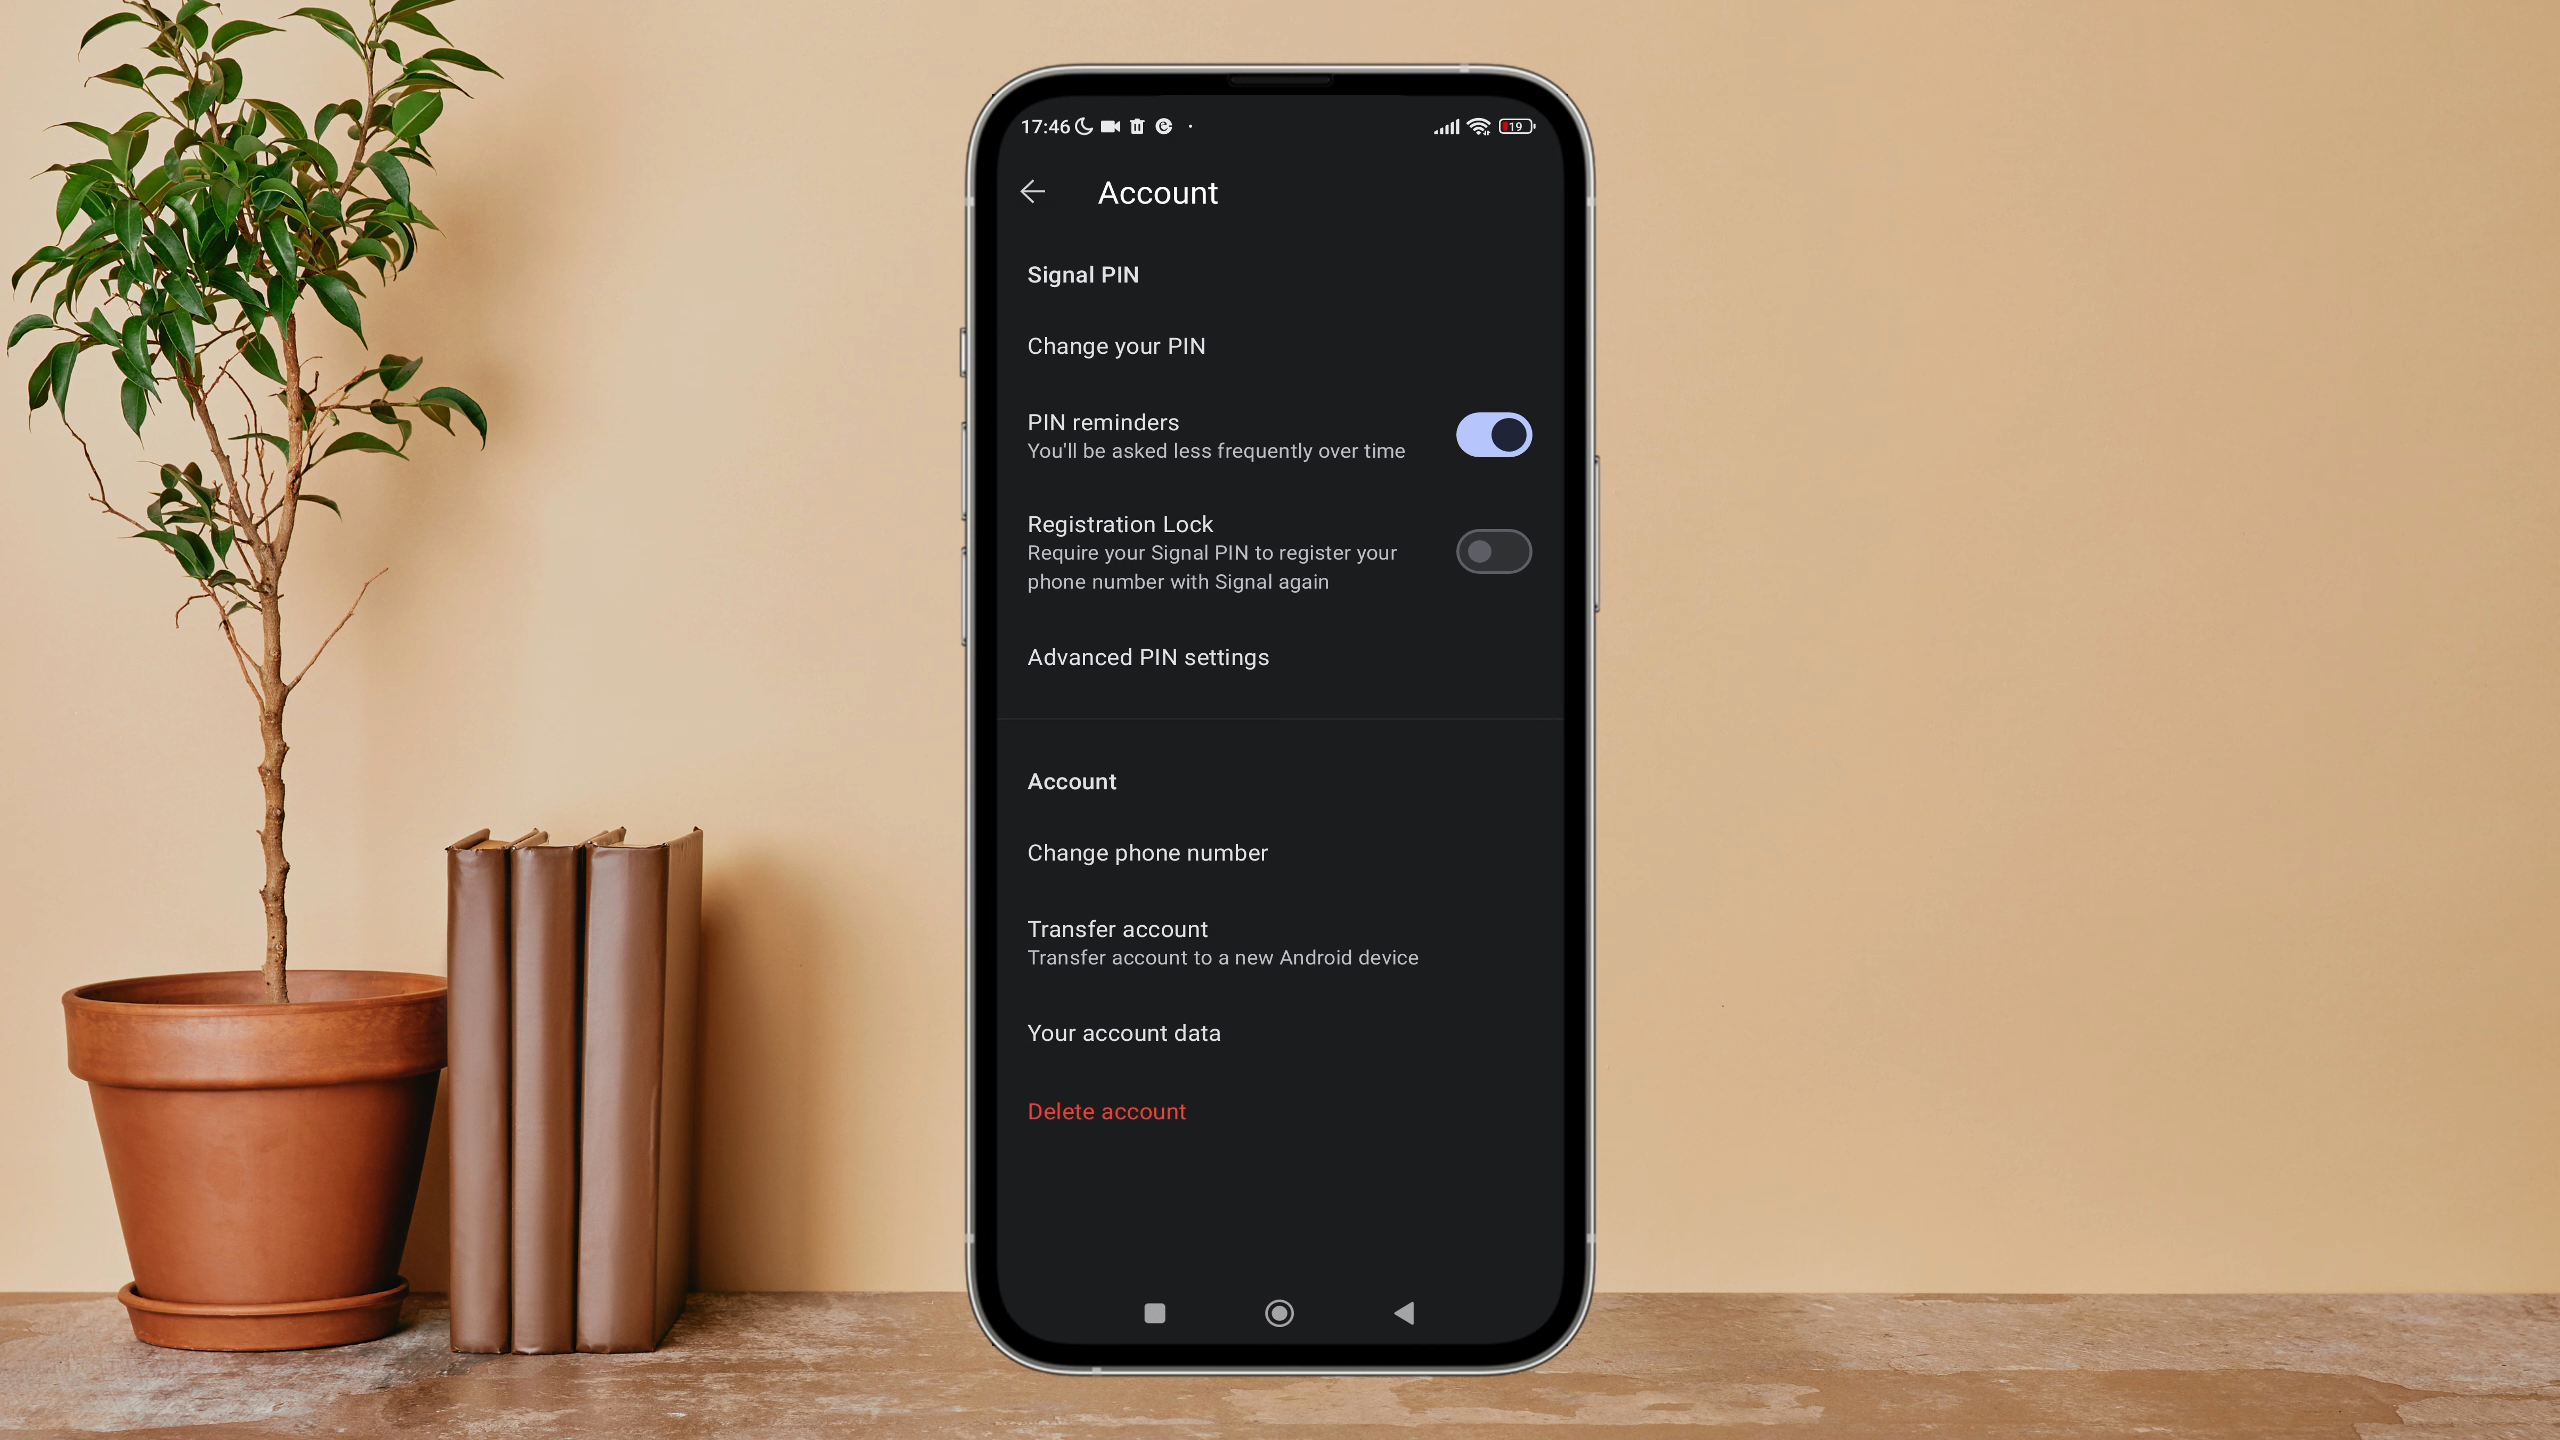 17:46
19
Account
Signal PIN
Change your PIN
PIN reminders
You'll be asked less frequently over time
Registration Lock
Require your Signal PIN to register your
phone number with Signal again
Advanced PIN settings
Account
Change phone number
Transfer account
Transfer account to a new Android device
Your account data
Delete account